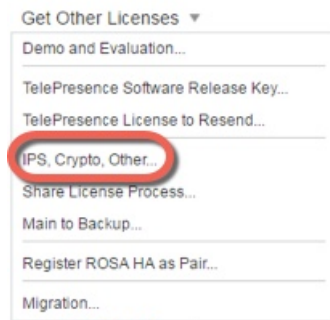 Get Other Licenses ▼
Demo and Evaluation...
TelePresence Software Release Key...
TelePresence License to Resend...
IPS, Crypto, Other...
Share License Process...
Main to Backup...
Register ROSA HA as Pair...
Migration...